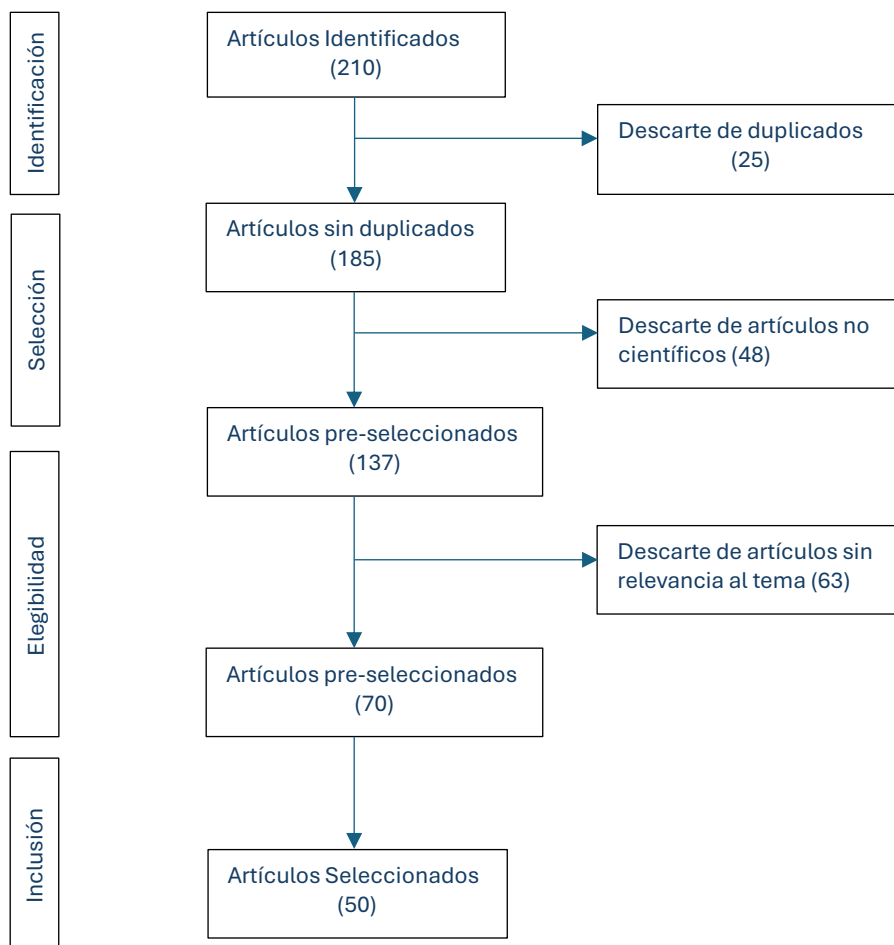 Identificación
Artículos Identificados
(210)
Descarte de duplicados
(25)
Selección
Artículos sin duplicados
(185)
Descarte de artículos no
científicos (48)
Artículos pre-seleccionados
(137)
Elegibilidad
Descarte de artículos sin
relevancia al tema (63)
Artículos pre-seleccionados
(70)
Inclusión
Artículos Seleccionados
(50)